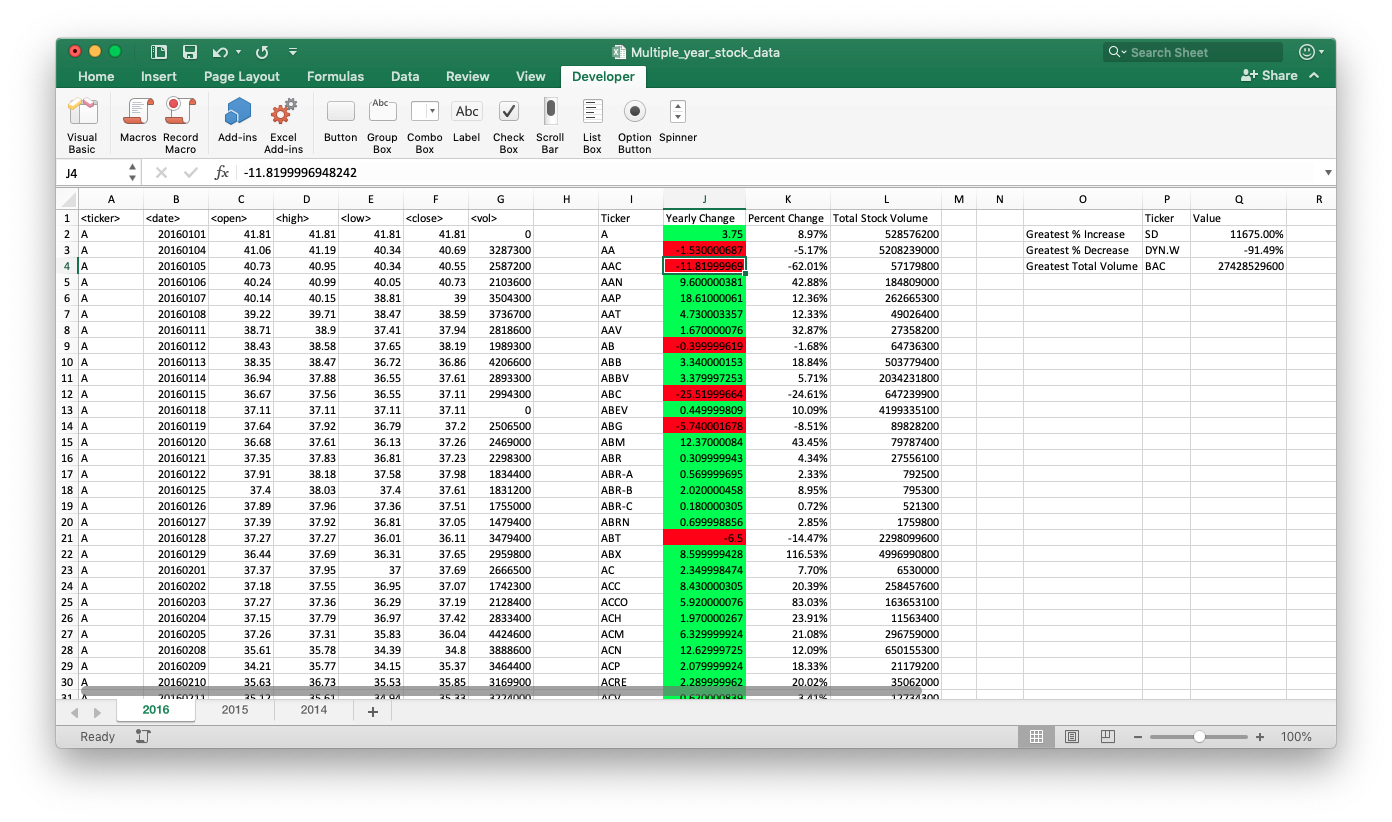 Multiple_year_stock_data
Search Sheet
Home Insert Page Layout Formulas Data Review View Developer
Share
Visual Basic
Macros
Record Macro
Add-ins
Excel Add-ins
Button
Group Box
Combo Box
Label
Check Box
Scroll Bar
List Box
Option Button
Spinner
J4 fx -11.8199996948242
A B C D E F G H I J K L M N O P Q R
1 <ticker> <date> <open> <high> <low> <close> <vol> Ticker Yearly Change Percent Change Total Stock Volume Ticker Value
2 A 20160101 41.81 41.81 41.81 41.81 0 A 3.75 8.97% 528576200 Greatest % Increase SD 11675.00%
3 A 20160104 41.06 41.19 40.34 40.69 3287300 AA -1.530000687 -5.17% 5208239000 Greatest % Decrease DYN.W -91.49%
4 A 20160105 40.73 40.95 40.34 40.55 2587200 AAC -11.81999969 -62.01% 57179800 Greatest Total Volume BAC 27428529600
5 A 20160106 40.24 40.99 40.05 40.73 2103600 AAN 9.600000381 42.88% 184809000
6 A 20160107 40.14 40.15 38.81 39 3504300 AAP 18.61000061 12.36% 262665300
7 A 20160108 39.22 39.71 38.47 38.59 3736700 AAT 4.730003357 12.33% 49026400
8 A 20160111 38.71 38.9 37.41 37.94 2818600 AAV 1.670000076 32.87% 27358200
9 A 20160112 38.43 38.58 37.65 38.19 1989300 AB -0.399999619 -1.68% 64736300
10 A 20160113 38.35 38.47 36.72 36.86 4206600 ABB 3.340000153 18.84% 503779400
11 A 20160114 36.94 37.88 36.55 37.61 2893300 ABBV 3.379997253 5.71% 2034231800
12 A 20160115 36.67 37.56 36.55 37.11 2994300 ABC -25.51999664 -24.61% 647239900
13 A 20160118 37.11 37.11 37.11 37.11 0 ABEV 0.449999809 10.09% 4199335100
14 A 20160119 37.64 37.92 36.79 37.2 2506500 ABG -5.740001678 -8.51% 89828200
15 A 20160120 36.68 37.61 36.13 37.26 2469000 ABM 12.37000084 43.45% 79787400
16 A 20160121 37.35 37.83 36.81 37.23 2298300 ABR 0.309999943 4.34% 27556100
17 A 20160122 37.91 38.18 37.58 37.98 1834400 ABR-A 0.569999695 2.33% 792500
18 A 20160125 37.4 38.03 37.4 37.61 1831200 ABR-B 2.020000458 8.95% 795300
19 A 20160126 37.89 37.96 37.36 37.51 1755000 ABR-C 0.180000305 0.72% 521300
20 A 20160127 37.39 37.92 36.81 37.05 1479400 ABRN 0.699998856 2.85% 1759800
21 A 20160128 37.27 37.27 36.01 36.11 3479400 ABT -6.5 -14.47% 2298099600
22 A 20160129 36.44 37.69 36.31 37.65 2959800 ABX 8.599999428 116.53% 4996990800
23 A 20160201 37.37 37.95 37 37.69 2666500 AC 2.349998474 7.70% 6530000
24 A 20160202 37.18 37.55 36.95 37.07 1742300 ACC 8.430000305 20.39% 258457600
25 A 20160203 37.27 37.36 36.29 37.19 2128400 ACCO 5.920000076 83.03% 163653100
26 A 20160204 37.15 37.79 36.97 37.42 2833400 ACH 1.970000267 23.91% 11563400
27 A 20160205 37.26 37.31 35.83 36.04 4424600 ACM 6.329999924 21.08% 296759000
28 A 20160208 35.61 35.78 34.39 34.8 3888600 ACN 12.62999725 12.09% 650155300
29 A 20160209 34.21 35.77 34.15 35.37 3464400 ACP 2.079999924 18.33% 21179200
30 A 20160210 35.63 36.73 35.53 35.85 3169900 ACRE 2.289999962 20.02% 35062000
2016 2015 2014 +
Ready 100%